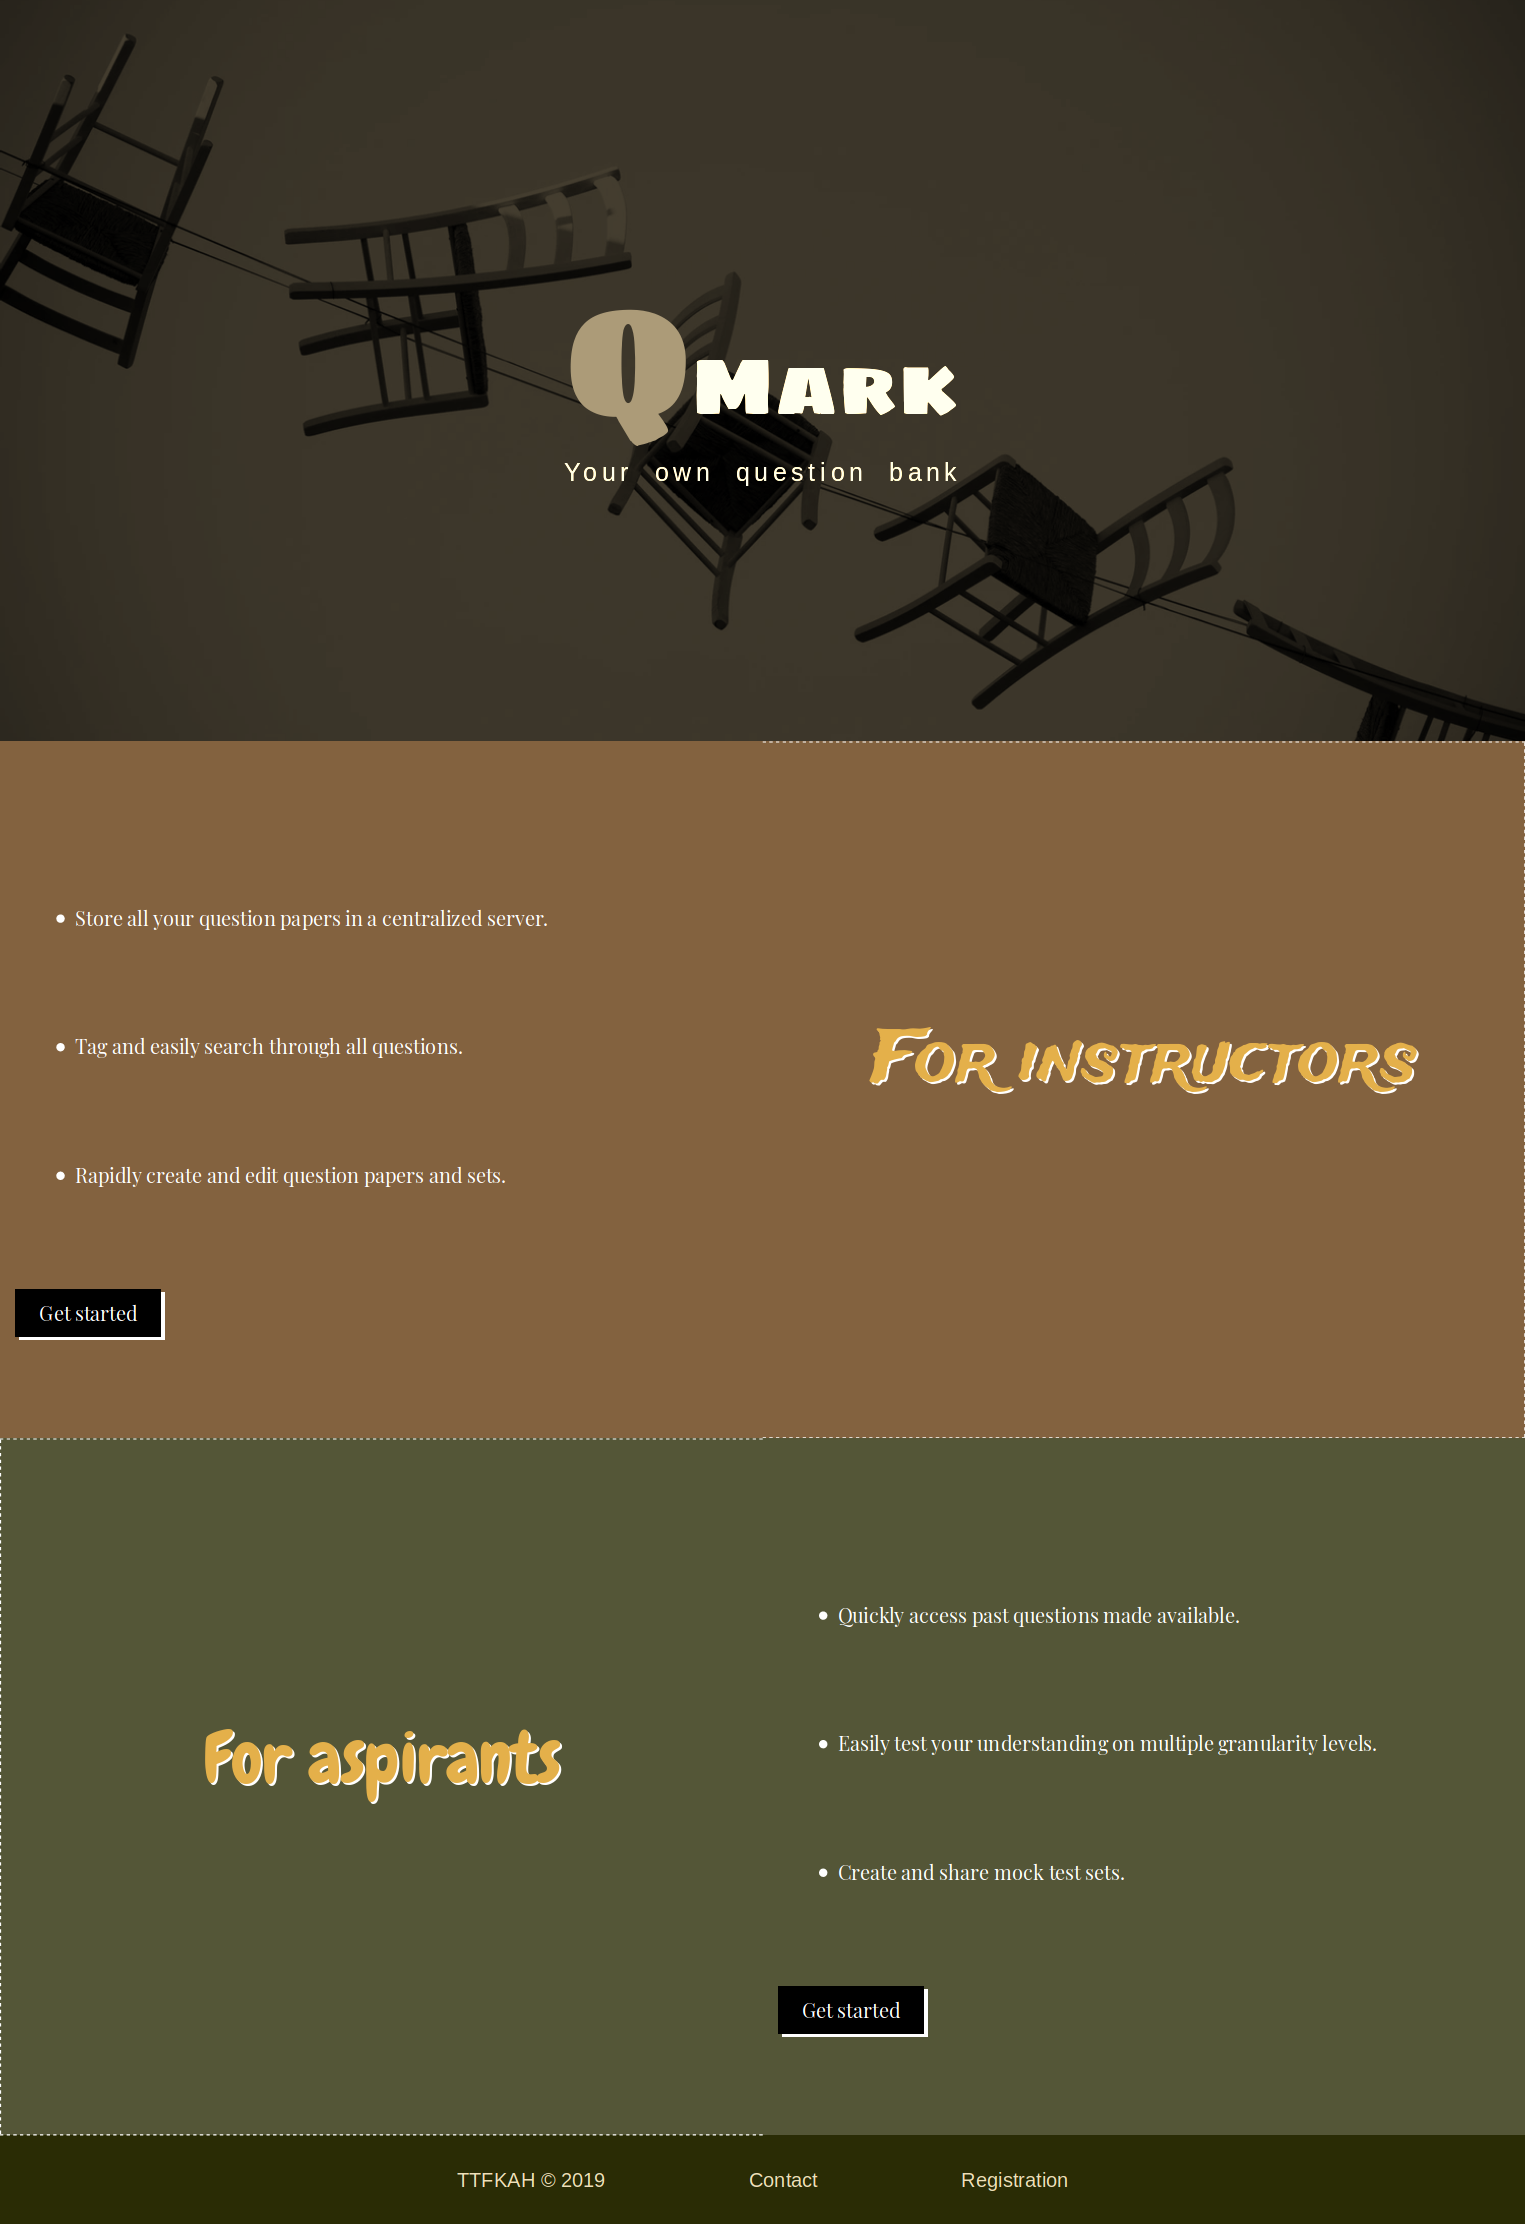 QMARK
Your own question bank
Store all your question papers in a centralized server.
Tag and easily search through all questions.
Rapidly create and edit question papers and sets.
Get started
For instructors
For aspirants
Quickly access past questions made available.
Easily test your understanding on multiple granularity levels.
Create and share mock test sets.
Get started
TTFKAH © 2019 Contact Registration